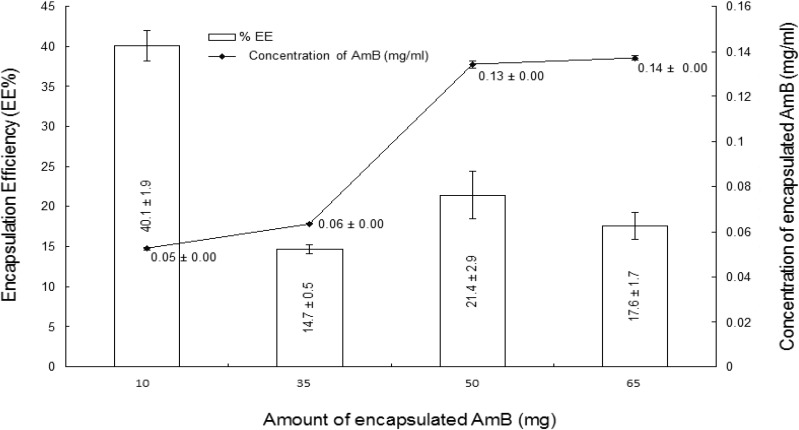 45
40
35
30
25
20
15
10
5
0
Encapsulation Efficiency (EE%)
% EE
Concentration of AmB (mg/ml)
40.1 ± 1.9
14.7 ± 0.5
21.4 ± 2.9
17.6 ± 1.7
0.05 ± 0.00
0.06 ± 0.00
0.13 ± 0.00
0.14 ± 0.00
0.16
0.14
0.12
0.1
0.08
0.06
0.04
0.02
0
Concentration of encapsulated AmB (mg/ml)
10 35 50 65
Amount of encapsulated AmB (mg)